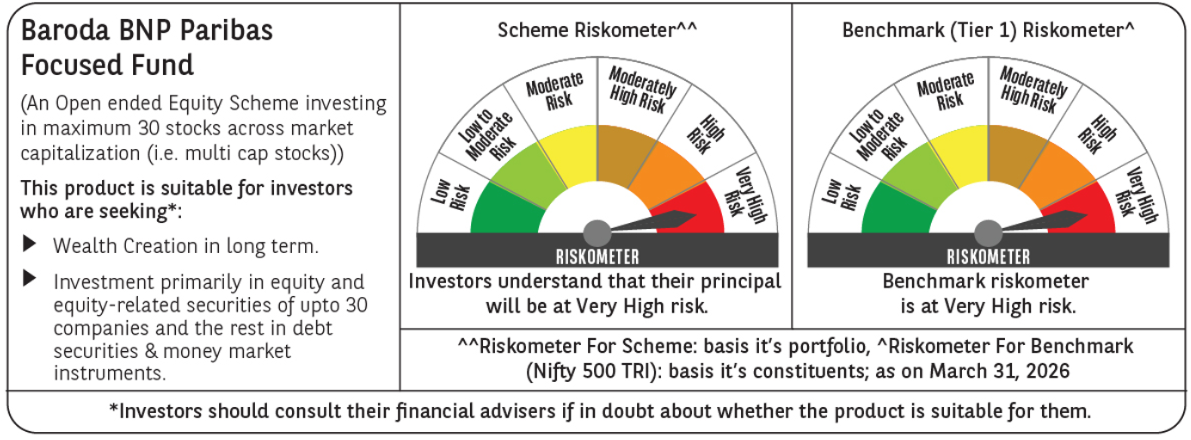 Baroda BNP Paribas
Focused Fund
(An Open ended Equity Scheme investing
in maximum 30 stocks across market
capitalization (i.e. multi cap stocks))
This product is suitable for investors
who are seeking*:
Wealth Creation in long term.
Investment primarily in equity and
equity-related securities of upto 30
companies and the rest in debt
securities & money market
instruments.
Scheme Riskometer^^
Low
Risk
Low to
Moderate
Risk
Moderate
Risk
Moderately
High Risk
High
Risk
Very High
Risk
RISKOMETER
Investors understand that their principal
will be at Very High risk.
Benchmark (Tier 1) Riskometer^
Low
Risk
Low to
Moderate
Risk
Moderate
Risk
Moderately
High Risk
High
Risk
Very High
Risk
RISKOMETER
Benchmark riskometer
is at Very High risk.
^^Riskometer For Scheme: basis it’s portfolio, ^Riskometer For Benchmark
(Nifty 500 TRI): basis it’s constituents; as on March 31, 2026
*Investors should consult their financial advisers if in doubt about whether the product is suitable for them.